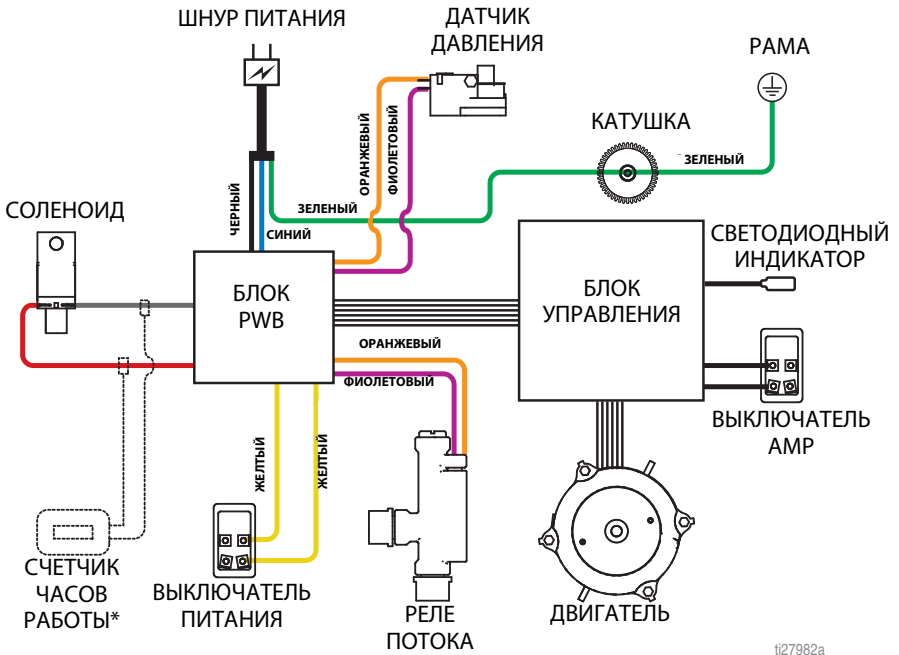 ШНУР ПИТАНИЯ
ДАТЧИК
ДАВЛЕНИЯ
РАМА
КАТУШКА
ОРАНЖЕВЫЙ
ФИОЛЕТОВЫЙ
ЗЕЛЕНЫЙ
ЧЕРНЫЙ
СИНИЙ
ЗЕЛЕНЫЙ
СОЛЕНОИД
БЛОК
PWB
БЛОК
УПРАВЛЕНИЯ
СВЕТОДИОДНЫЙ
ИНДИКАТОР
ОРАНЖЕВЫЙ
ФИОЛЕТОВЫЙ
ЖЕЛТЫЙ
ЖЕЛТЫЙ
ВЫКЛЮЧАТЕЛЬ
AMP
СЧЕТЧИК
ЧАСОВ
РАБОТЫ*
ВЫКЛЮЧАТЕЛЬ
ПИТАНИЯ
РЕЛЕ
ПОТОКА
ДВИГАТЕЛЬ
ti27982a